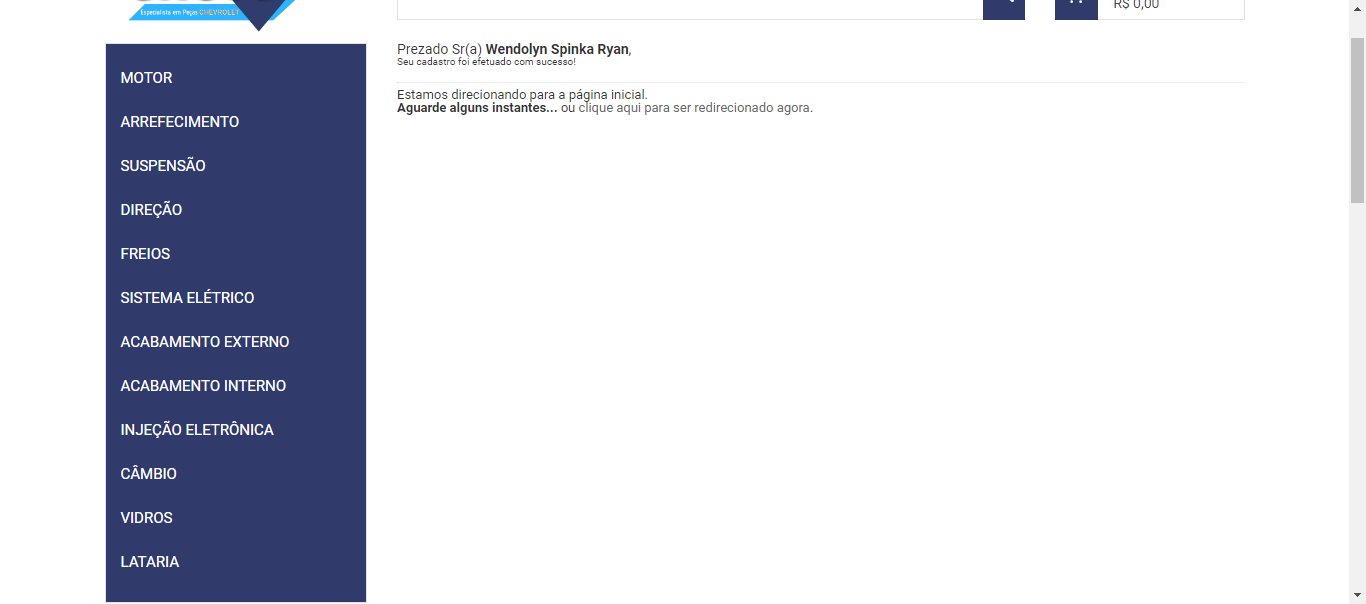 Especialista em Peças CHEVROLET
R$ 0,00
Prezado Sr(a) Wendolyn Spinka Ryan,
Seu cadastro foi efetuado com sucesso!
Estamos direcionando para a página inicial.
Aguarde alguns instantes... ou clique aqui para ser redirecionado agora.
MOTOR
ARREFECIMENTO
SUSPENSÃO
DIREÇÃO
FREIOS
SISTEMA ELÉTRICO
ACABAMENTO EXTERNO
ACABAMENTO INTERNO
INJEÇÃO ELETRÔNICA
CÂMBIO
VIDROS
LATARIA